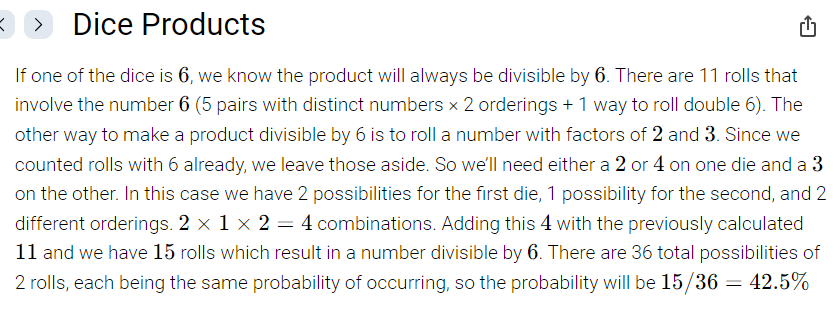 Dice Products
If one of the dice is 6, we know the product will always be divisible by 6. There are 11 rolls that
involve the number 6 (5 pairs with distinct numbers × 2 orderings + 1 way to roll double 6). The
other way to make a product divisible by 6 is to roll a number with factors of 2 and 3. Since we
counted rolls with 6 already, we leave those aside. So we'll need either a 2 or 4 on one die and a 3
on the other. In this case we have 2 possibilities for the first die, 1 possibility for the second, and 2
different orderings. 2 × 1 × 2 = 4 combinations. Adding this 4 with the previously calculated
11 and we have 15 rolls which result in a number divisible by 6. There are 36 total possibilities of
2 rolls, each being the same probability of occurring, so the probability will be 15/36 = 42.5%